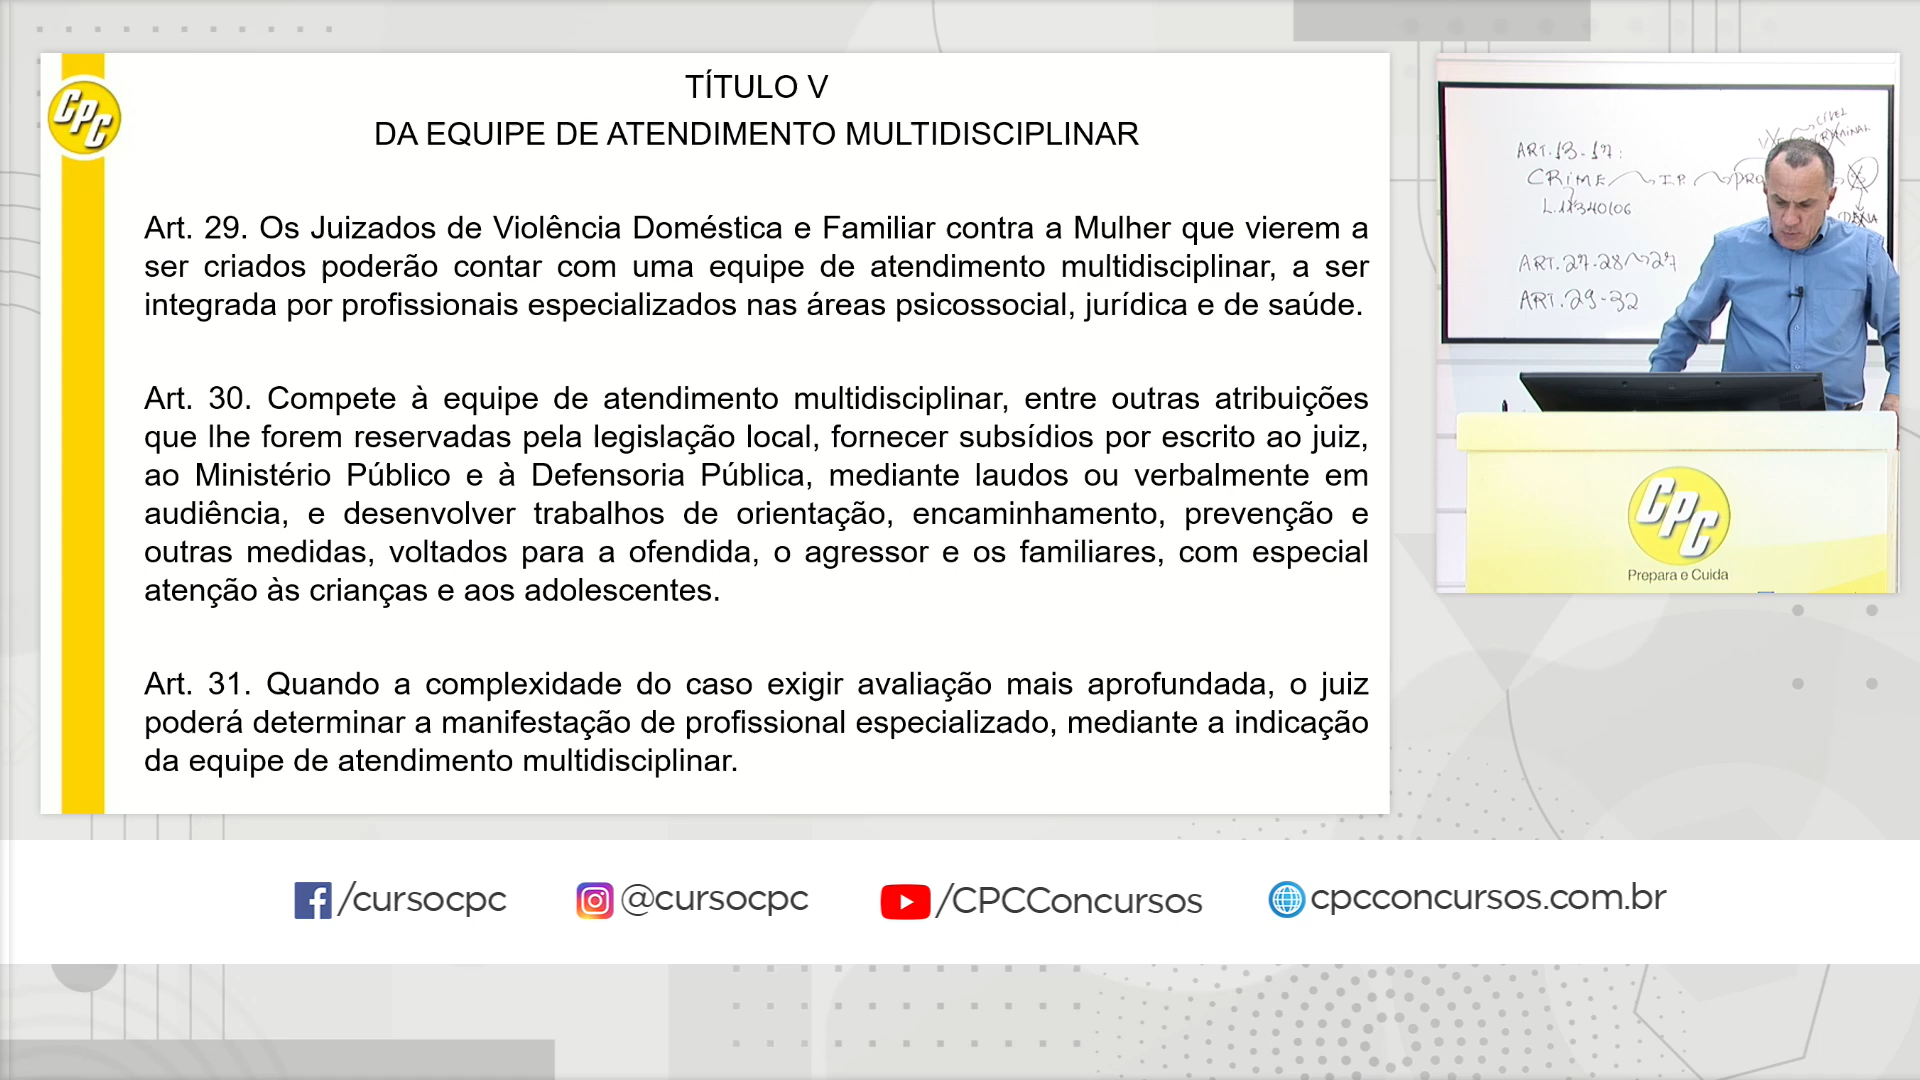 TÍTULO V
DA EQUIPE DE ATENDIMENTO MULTIDISCIPLINAR
Art. 29. Os Juizados de Violência Doméstica e Familiar contra a Mulher que vierem a
ser criados poderão contar com uma equipe de atendimento multidisciplinar, a ser
integrada por profissionais especializados nas áreas psicossocial, jurídica e de saúde.
Art. 30. Compete à equipe de atendimento multidisciplinar, entre outras atribuições
que lhe forem reservadas pela legislação local, fornecer subsídios por escrito ao juiz,
ao Ministério Público e à Defensoria Pública, mediante laudos ou verbalmente em
audiência, e desenvolver trabalhos de orientação, encaminhamento, prevenção e
outras medidas, voltados para a ofendida, o agressor e os familiares, com especial
atenção às crianças e aos adolescentes.
Art. 31. Quando a complexidade do caso exigir avaliação mais aprofundada, o juiz
poderá determinar a manifestação de profissional especializado, mediante a indicação
da equipe de atendimento multidisciplinar.
CPC
CÍVEL
CRIMINAL
ART.13-17:
CRIME I.P. PRO
L.11340/06
ART.27-28 27
ART.29-32
CPC
Prepara e Cuida
/cursocpc
@cursocpc
/CPCConcursos
cpcconcursos.com.br